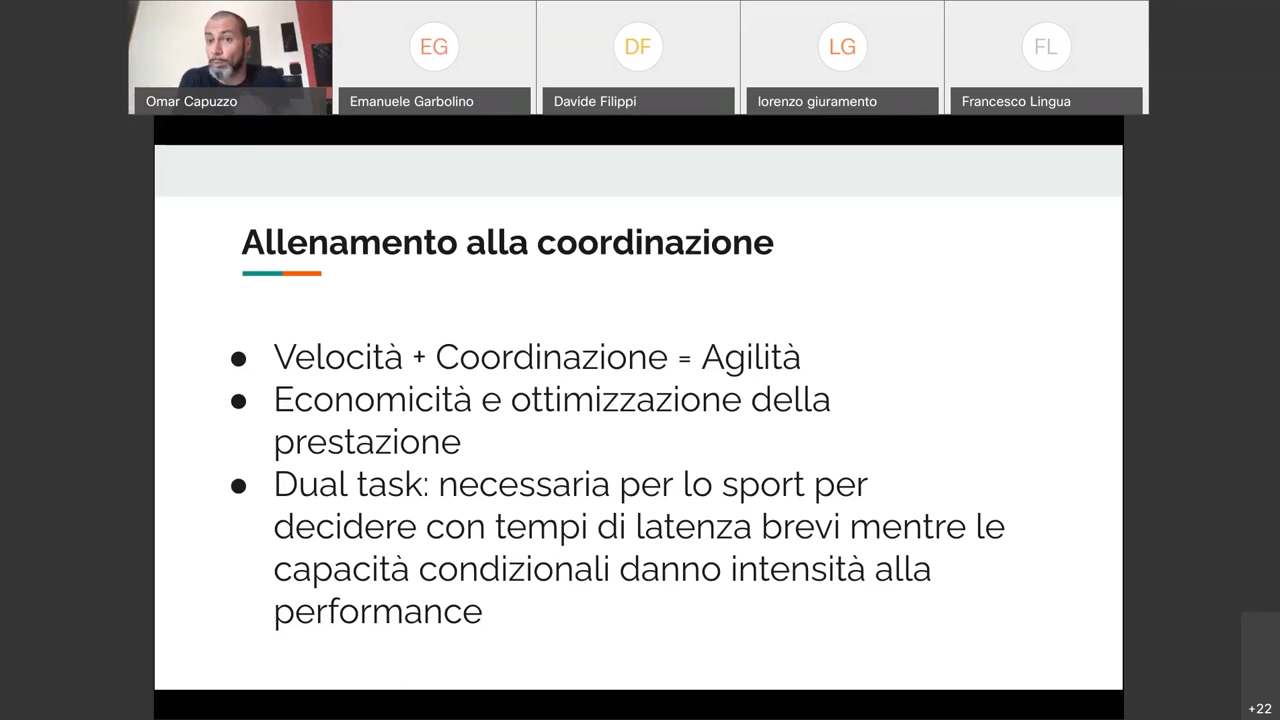 EG
DF
LG
FL
Omar Capuzzo
Emanuele Garbolino
Davide Filippi
lorenzo giuramento
Francesco Lingua
Allenamento alla coordinazione
● Velocità + Coordinazione = Agilità
● Economicità e ottimizzazione della
prestazione
● Dual task: necessaria per lo sport per
decidere con tempi di latenza brevi mentre le
capacità condizionali danno intensità alla
performance
+22